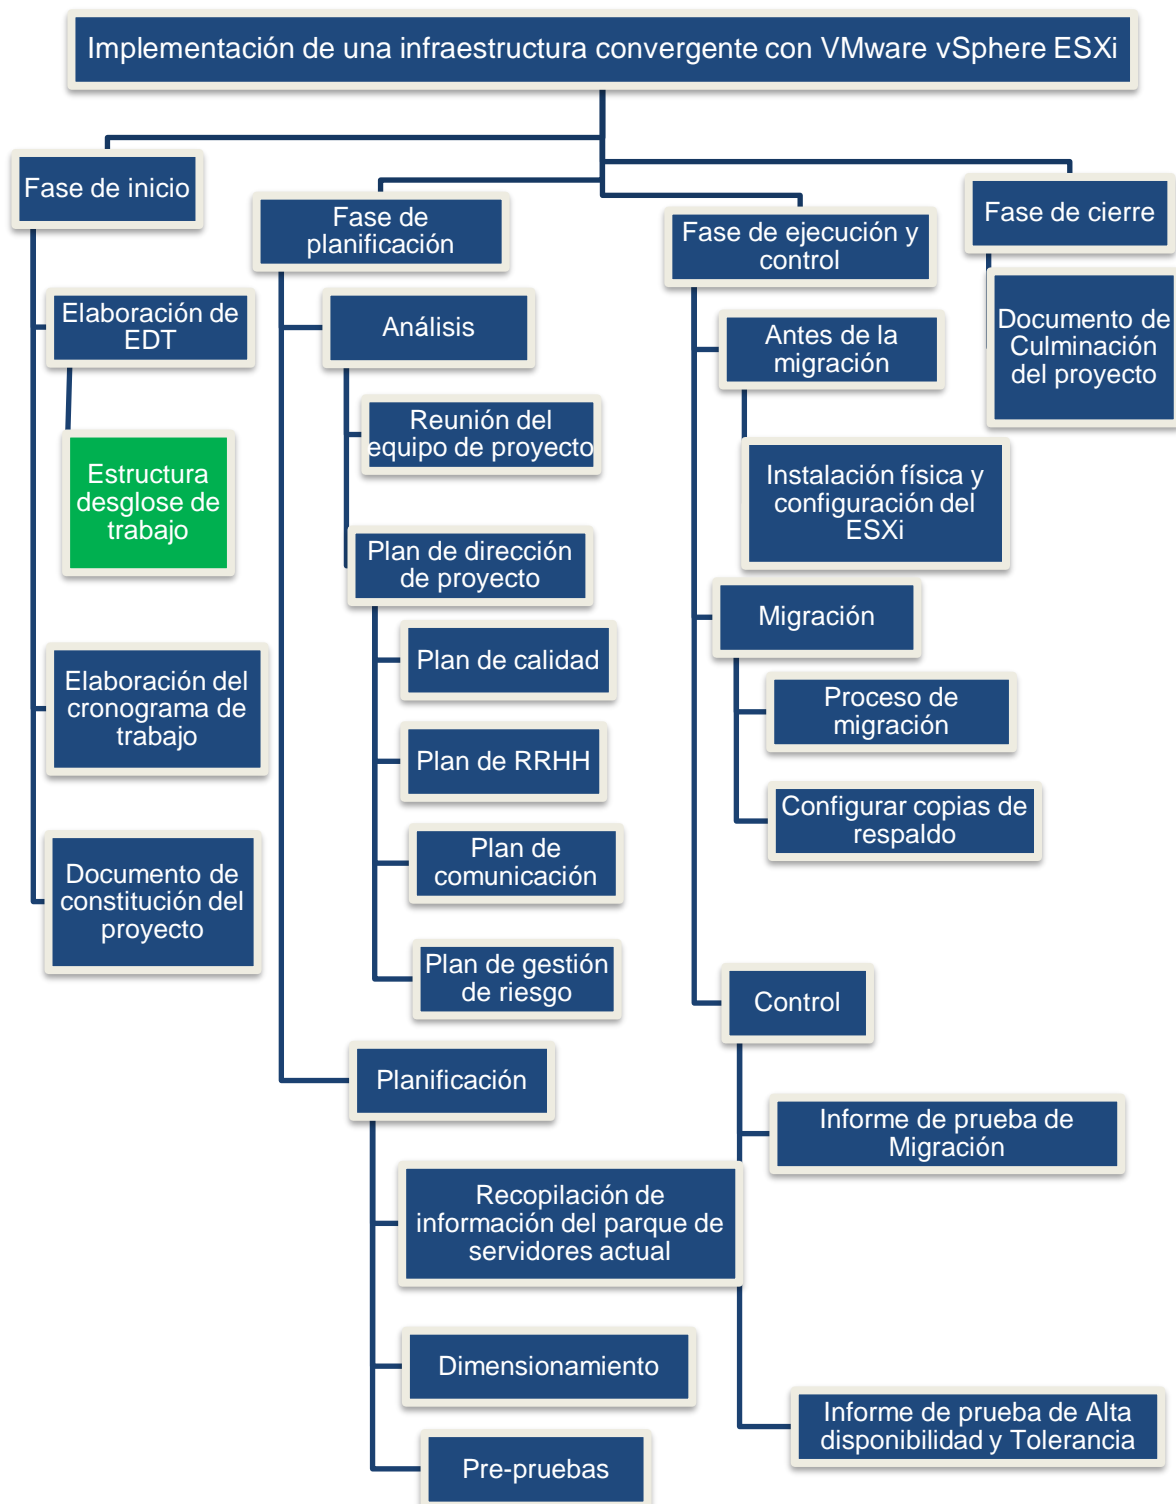 Implementación de una infraestructura convergente con VMware vSphere ESXi
Fase de inicio
Elaboración de
EDT
Estructura
desglose de
trabajo
Elaboración del
cronograma de
trabajo
Documento de
constitución del
proyecto
Fase de
planificación
Análisis
Reunión del
equipo de proyecto
Plan de dirección
de proyecto
Plan de calidad
Plan de RRHH
Plan de
comunicación
Plan de gestión
de riesgo
Planificación
Recopilación de
información del parque de
servidores actual
Dimensionamiento
Pre-pruebas
Fase de ejecución y
control
Antes de la
migración
Instalación física y
configuración del
ESXi
Migración
Proceso de
migración
Configurar copias de
respaldo
Control
Informe de prueba de
Migración
Informe de prueba de Alta
disponibilidad y Tolerancia
Fase de cierre
Documento de
Culminación
del proyecto